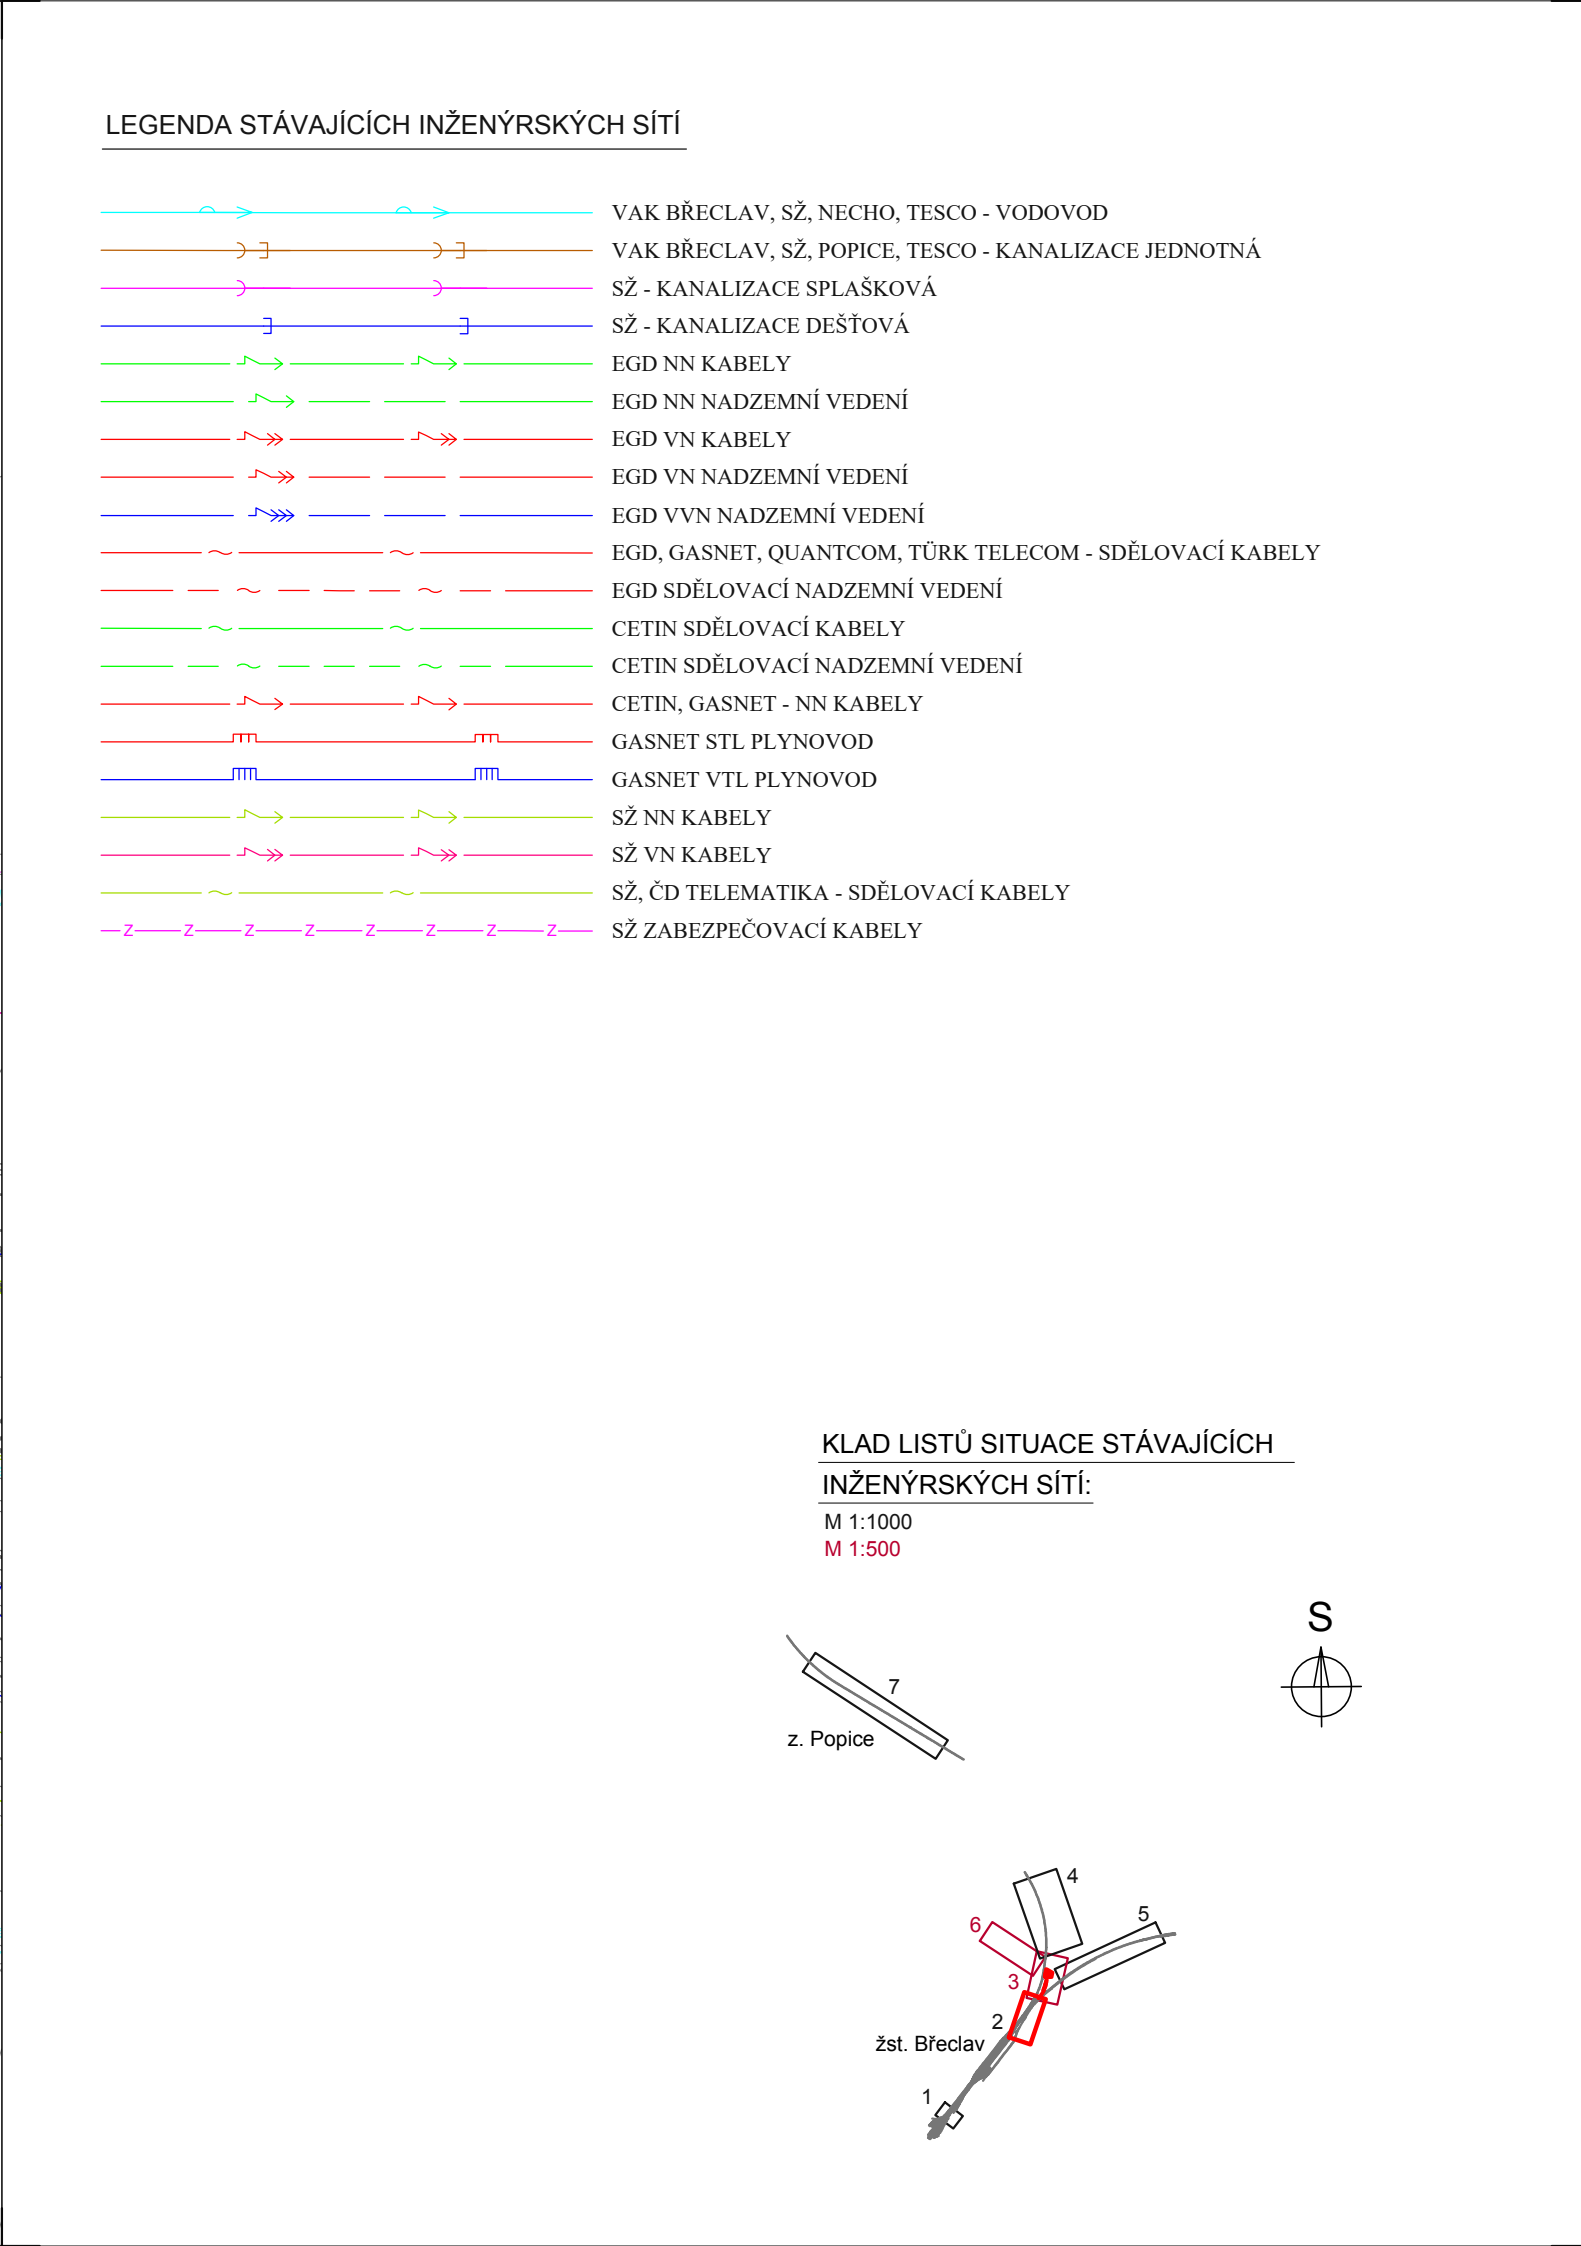 LEGENDA STÁVAJÍCÍCH INŽENÝRSKÝCH SÍTÍ
VAK BŘECLAV, SŽ, NECHO, TESCO - VODOVOD
VAK BŘECLAV, SŽ, POPICE, TESCO - KANALIZACE JEDNOTNÁ
SŽ - KANALIZACE SPLAŠKOVÁ
SŽ - KANALIZACE DEŠŤOVÁ
EGD NN KABELY
EGD NN NADZEMNÍ VEDENÍ
EGD VN KABELY
EGD VN NADZEMNÍ VEDENÍ
EGD VVN NADZEMNÍ VEDENÍ
EGD, GASNET, QUANTCOM, TÜRK TELECOM - SDĚLOVACÍ KABELY
EGD SDĚLOVACÍ NADZEMNÍ VEDENÍ
CETIN SDĚLOVACÍ KABELY
CETIN SDĚLOVACÍ NADZEMNÍ VEDENÍ
CETIN, GASNET - NN KABELY
GASNET STL PLYNOVOD
GASNET VTL PLYNOVOD
SŽ NN KABELY
SŽ VN KABELY
SŽ, ČD TELEMATIKA - SDĚLOVACÍ KABELY
Z Z Z Z Z Z Z Z SŽ ZABEZPEČOVACÍ KABELY
KLAD LISTŮ SITUACE STÁVAJÍCÍCH
INŽENÝRSKÝCH SÍTÍ:
M 1:1000
M 1:500
S
7
z. Popice
4
5
6
3
2
žst. Břeclav
1